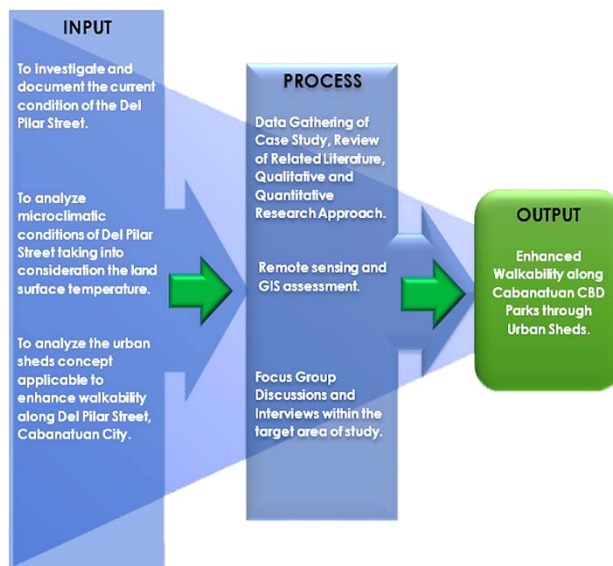 INPUT
To investigate and
document the current
condition of the Del
Pilar Street.
To analyze
microclimatic
conditions of Del Pilar
Street taking into
consideration the land
surface temperature.
To analyze the urban
sheds concept
applicable to
enhance walkability
along Del Pilar Street,
Cabanatuan City.
PROCESS
Data Gathering of
Case Study, Review
of Related Literature,
Qualitative and
Quantitative
Research Approach.
Remote sensing and
GIS assessment.
Focus Group
Discussions and
Interviews within the
target area of study.
OUTPUT
Enhanced
Walkability along
Cabanatuan CBD
Parks through
Urban Sheds.